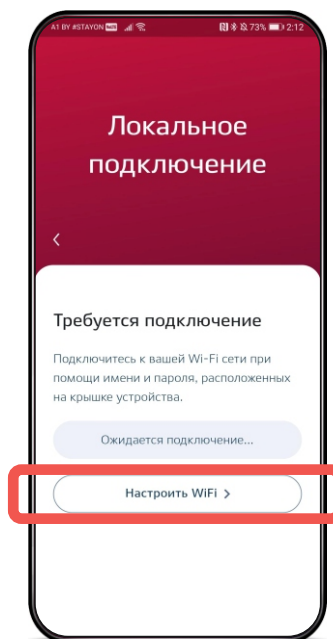 A1 BY #STAYON 73% 2:12
Локальное
подключение
Требуется подключение
Подключитесь к вашей Wi-Fi сети при
помощи имени и пароля, расположенных
на крышке устройства.
Ожидается подключение...
Настроить WiFi >